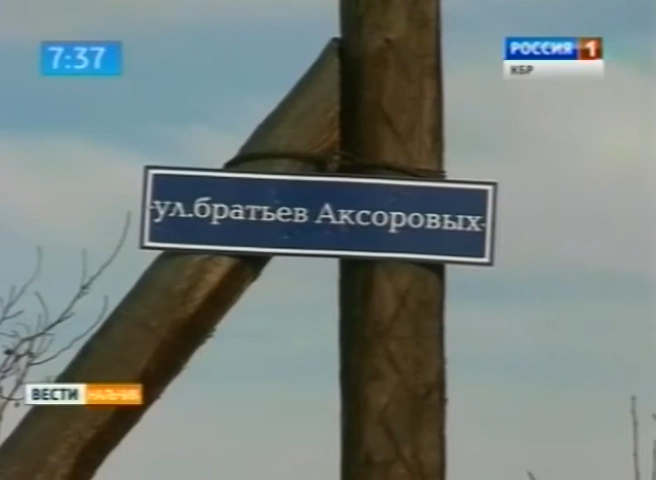 7:37
РОССИЯ 1
КБР
ул.братьев Аксоровых
ВЕСТИ НАЛЬЧИК